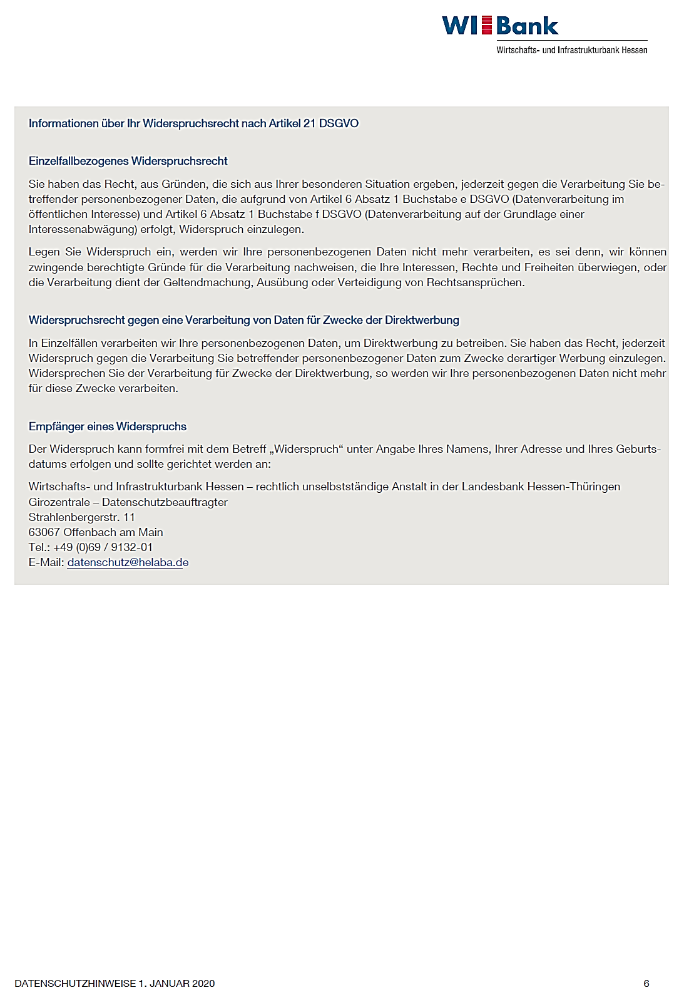 WIBank
Wirtschafts- und Infrastrukturbank Hessen
Informationen über Ihr Widerspruchsrecht nach Artikel 21 DSGVO
Einzelfallbezogenes Widerspruchsrecht
Sie haben das Recht, aus Gründen, die sich aus Ihrer besonderen Situation ergeben, jederzeit gegen die Verarbeitung Sie be-
treffender personenbezogener Daten, die aufgrund von Artikel 6 Absatz 1 Buchstabe e DSGVO (Datenverarbeitung im
öffentlichen Interesse) und Artikel 6 Absatz 1 Buchstabe f DSGVO (Datenverarbeitung auf der Grundlage einer
Interessenabwägung) erfolgt, Widerspruch einzulegen.
Legen Sie Widerspruch ein, werden wir Ihre personenbezogenen Daten nicht mehr verarbeiten, es sei denn, wir können
zwingende berechtigte Gründe für die Verarbeitung nachweisen, die Ihre Interessen, Rechte und Freiheiten überwiegen, oder
die Verarbeitung dient der Geltendmachung, Ausübung oder Verteidigung von Rechtsansprüchen.
Widerspruchsrecht gegen eine Verarbeitung von Daten für Zwecke der Direktwerbung
In Einzelfällen verarbeiten wir Ihre personenbezogenen Daten, um Direktwerbung zu betreiben. Sie haben das Recht, jederzeit
Widerspruch gegen die Verarbeitung Sie betreffender personenbezogener Daten zum Zwecke derartiger Werbung einzulegen.
Widersprechen Sie der Verarbeitung für Zwecke der Direktwerbung, so werden wir Ihre personenbezogenen Daten nicht mehr
für diese Zwecke verarbeiten.
Empfänger eines Widerspruchs
Der Widerspruch kann formfrei mit dem Betreff „Widerspruch“ unter Angabe Ihres Namens, Ihrer Adresse und Ihres Geburts-
datums erfolgen und sollte gerichtet werden an:
Wirtschafts- und Infrastrukturbank Hessen – rechtlich unselbstständige Anstalt in der Landesbank Hessen-Thüringen
Girozentrale – Datenschutzbeauftragter
Strahlenbergerstr. 11
63067 Offenbach am Main
Tel.: +49 (0)69 / 9132-01
E-Mail: datenschutz@helaba.de
DATENSCHUTZHINWEISE 1. JANUAR 2020 6